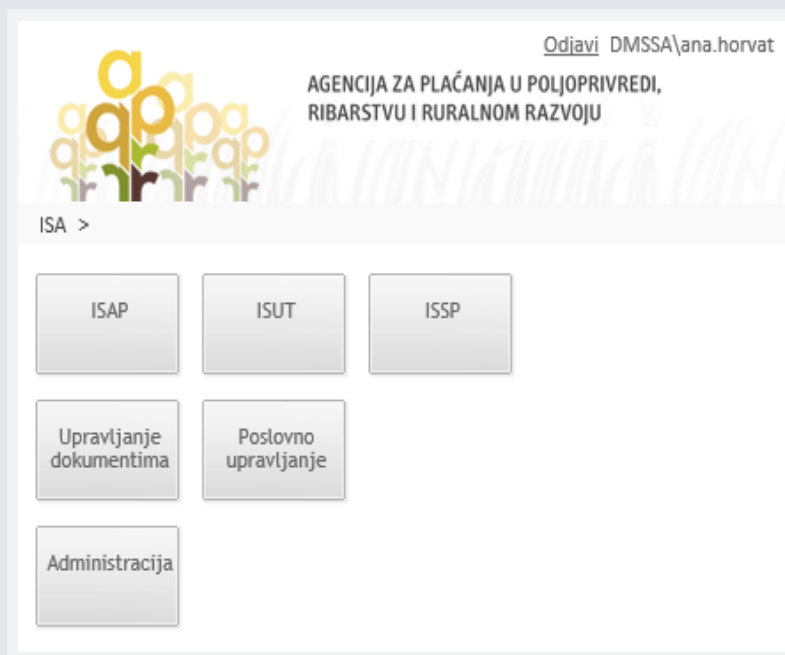 Odjavi DMSSA\ana.horvat
AGENCIJA ZA PLAĆANJA U POLJOPRIVREDI,
RIBARSTVU I RURALNOM RAZVOJU
ISA >
ISAP
ISUT
ISSP
Upravljanje
dokumentima
Poslovno
upravljanje
Administracija